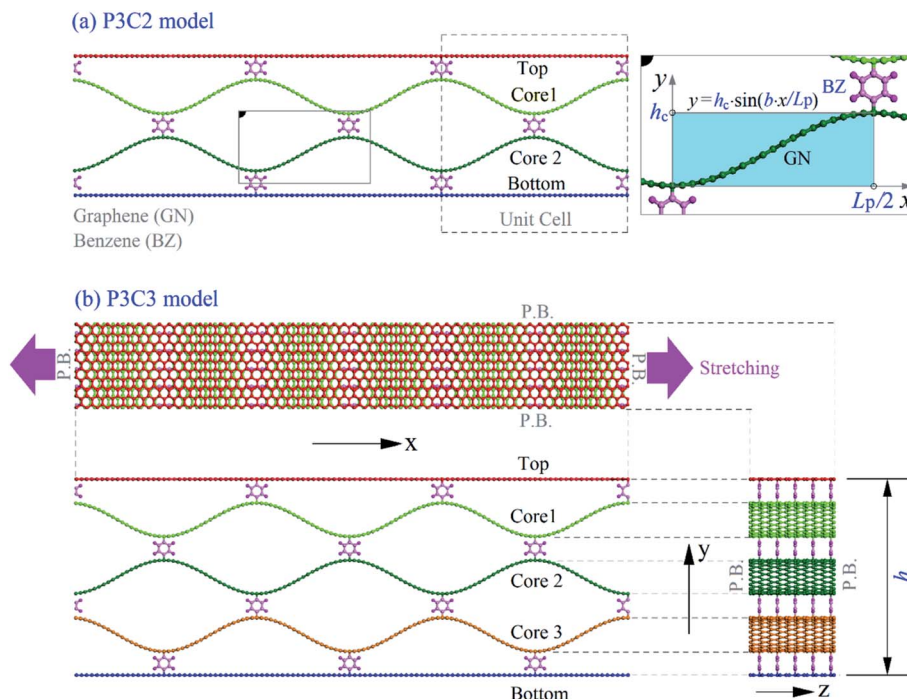 (a) P3C2 model
Top
Core1
Core 2
Bottom
Graphene (GN)
Benzene (BZ)
Unit Cell
y
BZ
y=hc·sin(b·x/Lp)
hc
GN
Lp/2 x
(b) P3C3 model
P.B.
P.B.
P.B.
Stretching
P.B.
x
Top
Core1
y
Core 2
P.B.
P.B.
h
Core 3
Bottom
z